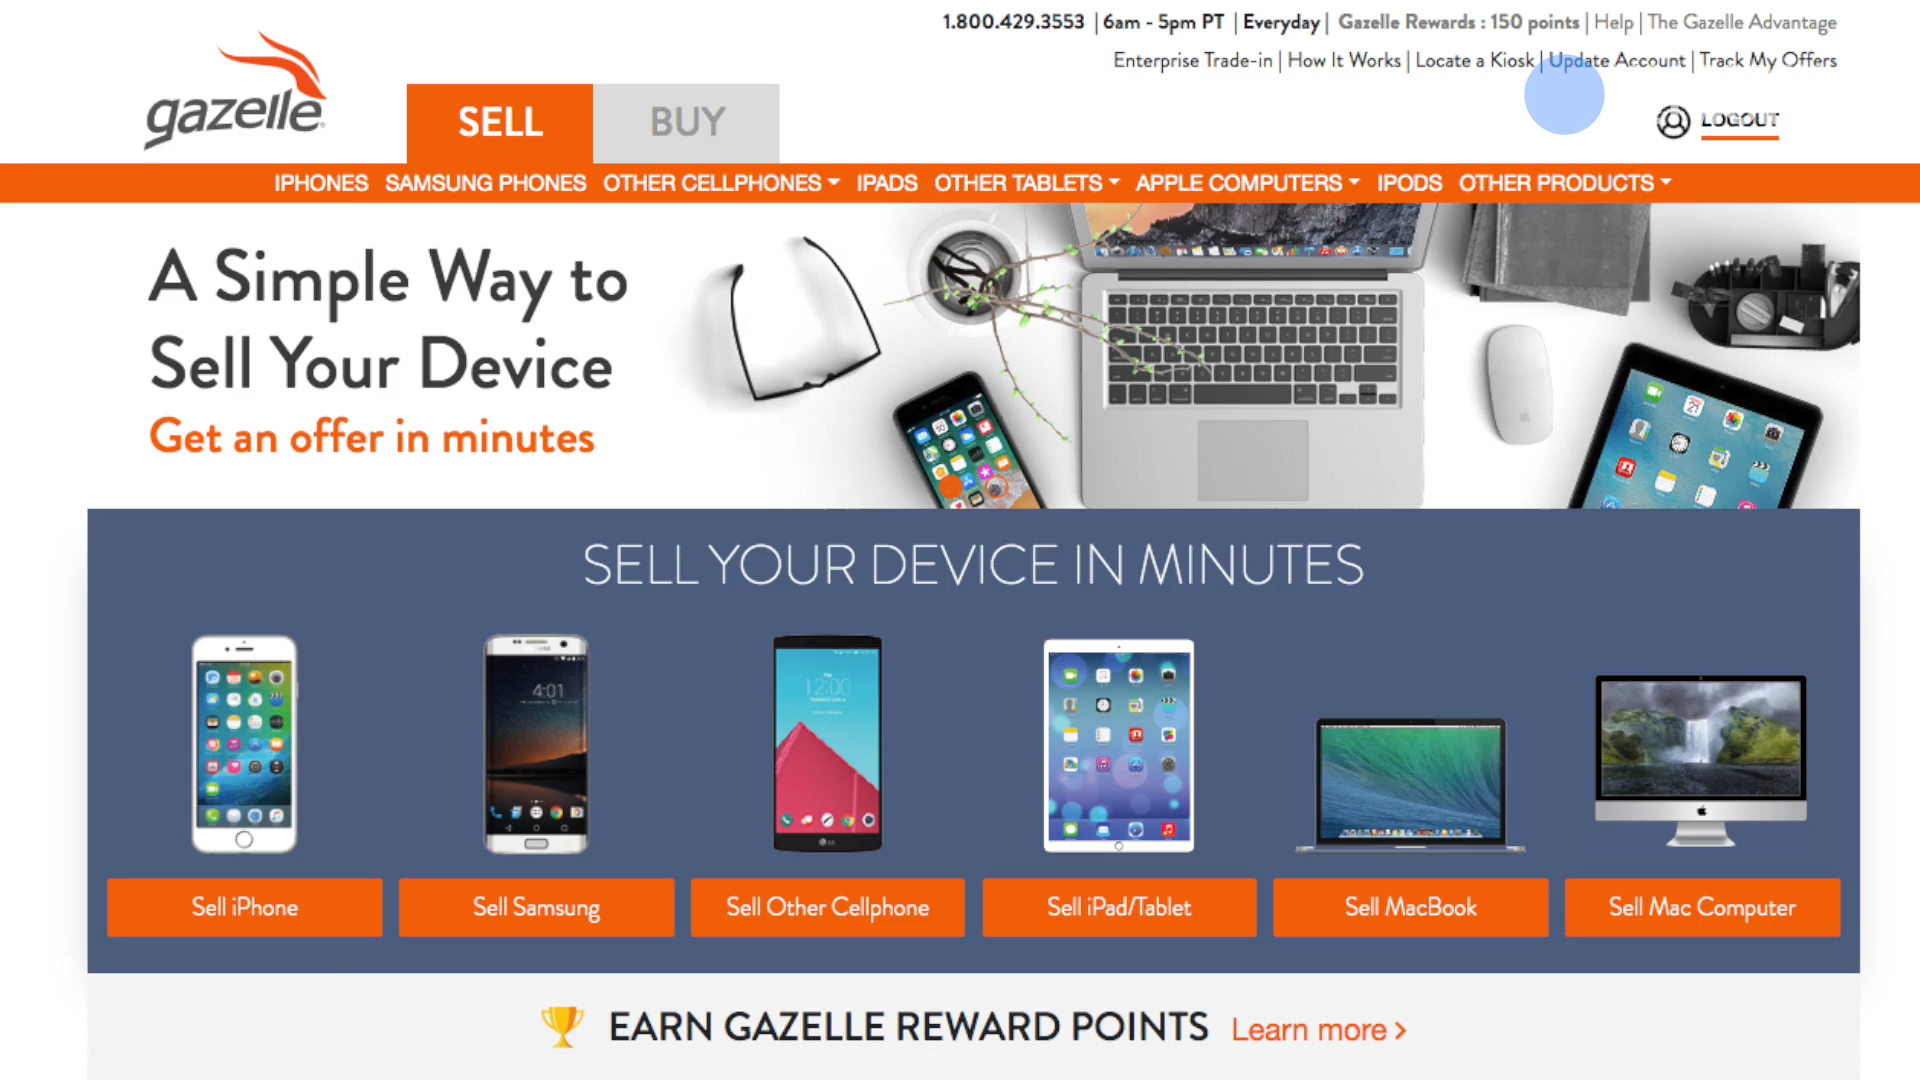 1.800.429.3553 | 6am - 5pm PT | Everyday | Gazelle Rewards : 150 points | Help | The Gazelle Advantage
Enterprise Trade-in | How It Works | Locate a Kiosk | Update Account | Track My Offers
gazelle
SELL
BUY
LOGOUT
IPHONES SAMSUNG PHONES OTHER CELLPHONES IPADS OTHER TABLETS APPLE COMPUTERS IPODS OTHER PRODUCTS
A Simple Way to
Sell Your Device
Get an offer in minutes
SELL YOUR DEVICE IN MINUTES
4:01
12:00
Sell iPhone
Sell Samsung
Sell Other Cellphone
Sell iPad/Tablet
Sell MacBook
Sell Mac Computer
EARN GAZELLE REWARD POINTS Learn more >